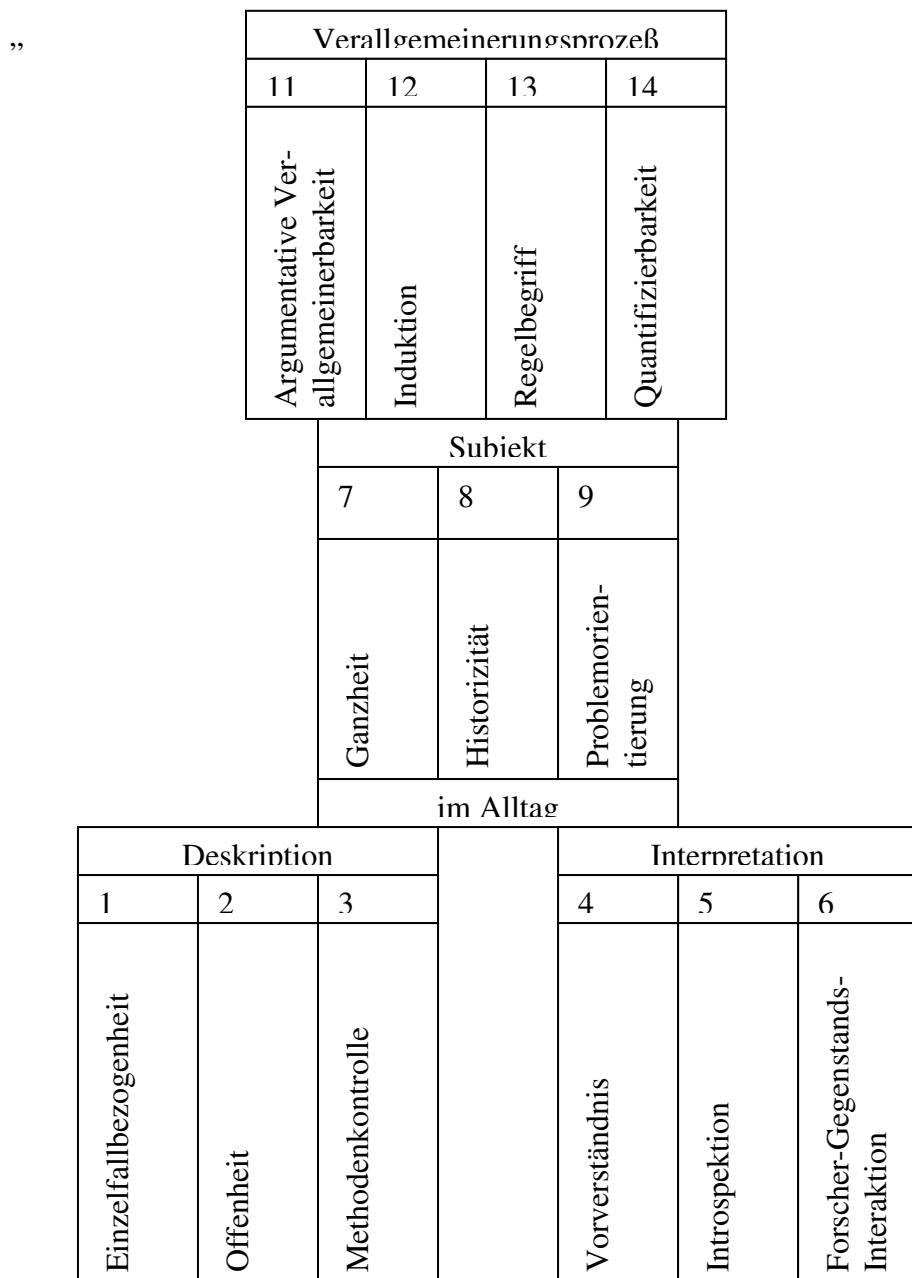 „
Verallgemeinerungsprozeß
11 12 13 14
Argumentative Ver-
allgemeinerbarkeit
Induktion
Regelbegriff
Quantifizierbarkeit
Subjekt
7 8 9
Ganzheit
Historizität
Problemorien-
tierung
im Alltag
Deskription
1 2 3
Einzelfallbezogenheit
Offenheit
Methodenkontrolle
Interpretation
4 5 6
Vorverständnis
Introspektion
Forscher-Gegenstands-
Interaktion